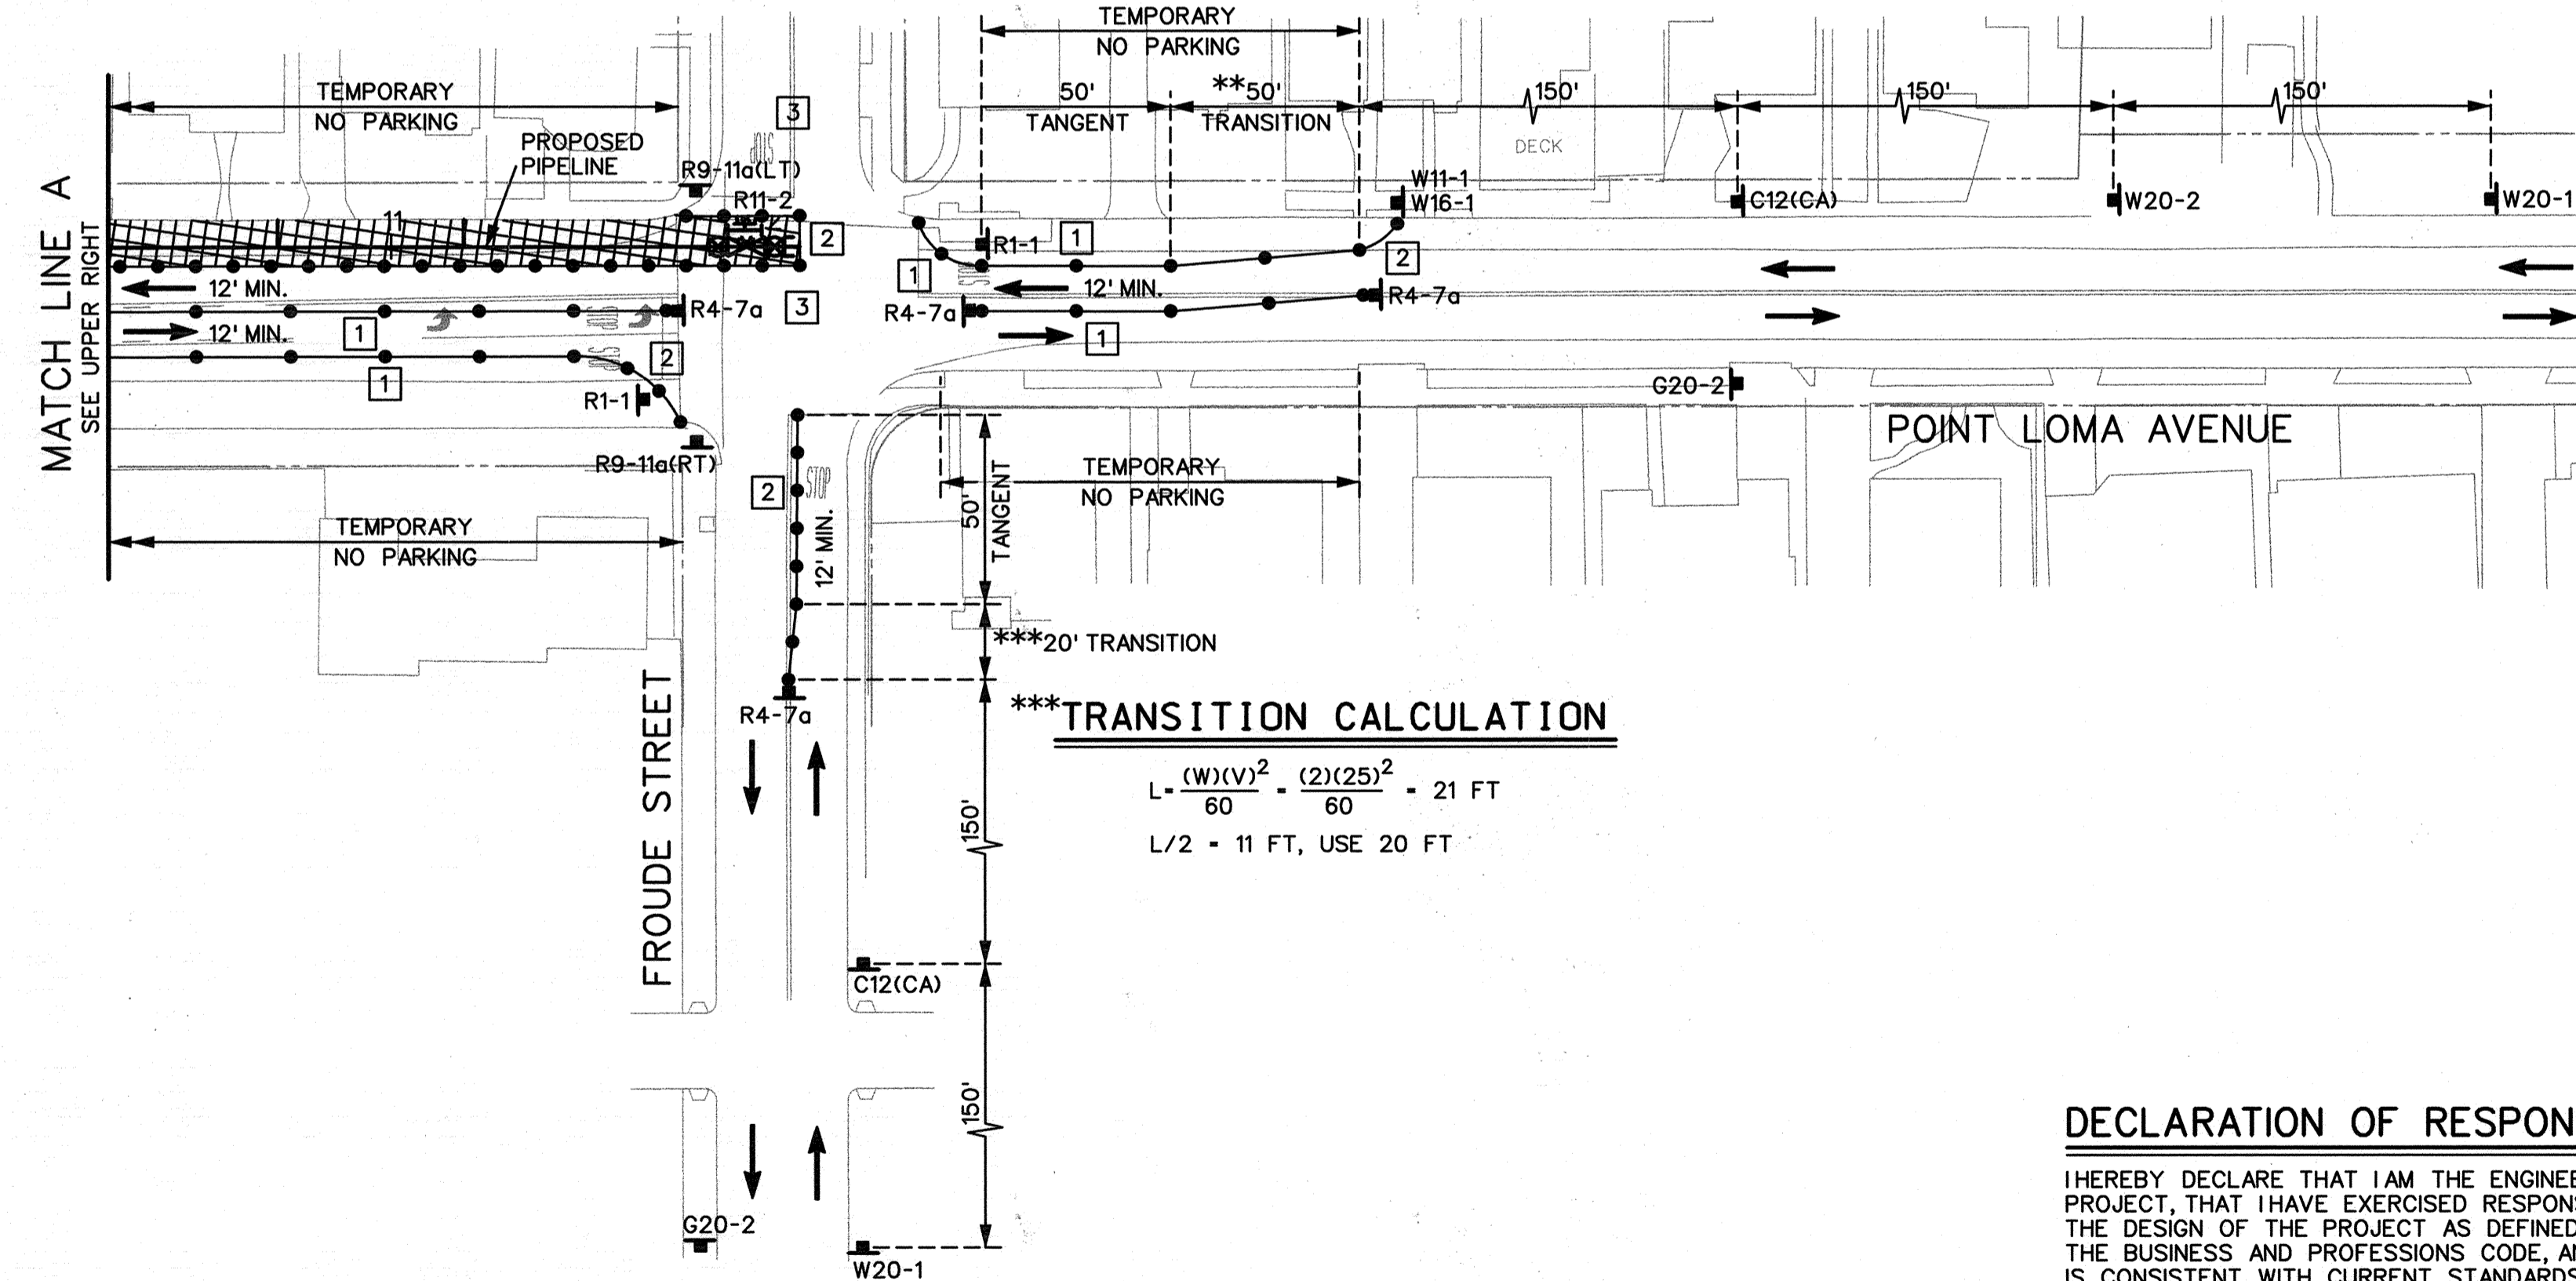 TEMPORARY
NO PARKING
TEMPORARY
NO PARKING
50'
TANGENT
**50'
TRANSITION
150'
150'
150'
3
PROPOSED
PIPELINE
R9-11a(LT)
R11-2
11
2
DECK
W11-1
W16-1
C12(CA)
W20-2
W20-1
MATCH LINE A
SEE UPPER RIGHT
R1-1
1
1
2
12' MIN.
12' MIN.
R4-7a
3
R4-7a
R4-7a
12' MIN.
1
1
2
1
R1-1
R9-11a(RT)
G20-2
POINT LOMA AVENUE
TEMPORARY
NO PARKING
TEMPORARY
NO PARKING
2
STOP
12' MIN.
50'
TANGENT
***20' TRANSITION
R4-7a
FROUDE STREET
***TRANSITION CALCULATION
L=(W)(V)2/60 = (2)(25)2/60 = 21 FT
L/2 = 11 FT, USE 20 FT
150'
C12(CA)
150'
G20-2
W20-1
DECLARATION OF RESPON
I HEREBY DECLARE THAT I AM THE ENGINEE
PROJECT, THAT I HAVE EXERCISED RESPONS
THE DESIGN OF THE PROJECT AS DEFINED
THE BUSINESS AND PROFESSIONS CODE, A
IS CONSISTENT WITH CURRENT STANDARDS